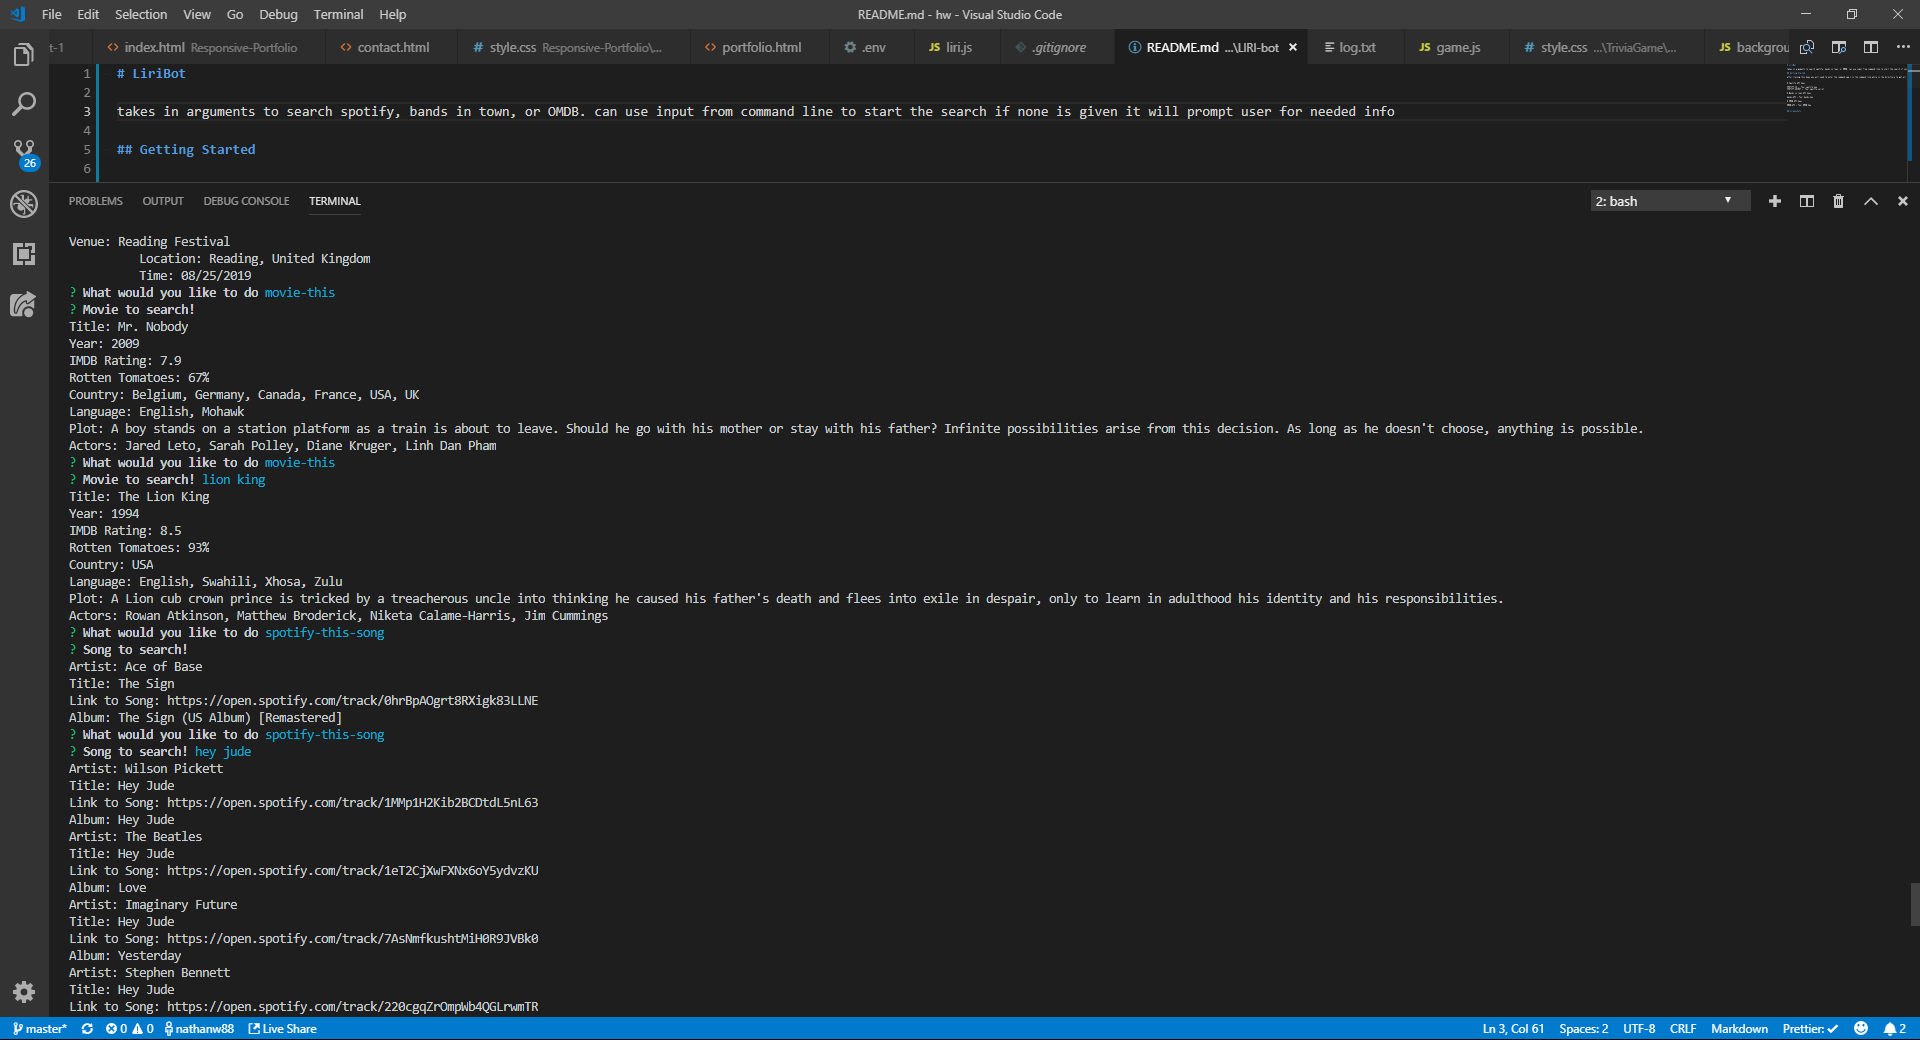 File Edit Selection View Go Debug Terminal Help README.md - hw - Visual Studio Code
t-1 <> index.html Responsive-Portfolio <> contact.html # style.css Responsive-Portfolio\... <> portfolio.html .env JS liri.js .gitignore README.md ...\LIRI-bot log.txt JS game.js # style.css ...\TriviaGame\... JS backgrou
1 # LiriBot
2
3 takes in arguments to search spotify, bands in town, or OMDB. can use input from command line to start the search if none is given it will prompt user for needed info
4
5 ## Getting Started
6
26
PROBLEMS OUTPUT DEBUG CONSOLE TERMINAL 2: bash
Venue: Reading Festival
Location: Reading, United Kingdom
Time: 08/25/2019
? What would you like to do movie-this
? Movie to search!
Title: Mr. Nobody
Year: 2009
IMDB Rating: 7.9
Rotten Tomatoes: 67%
Country: Belgium, Germany, Canada, France, USA, UK
Language: English, Mohawk
Plot: A boy stands on a station platform as a train is about to leave. Should he go with his mother or stay with his father? Infinite possibilities arise from this decision. As long as he doesn't choose, anything is possible.
Actors: Jared Leto, Sarah Polley, Diane Kruger, Linh Dan Pham
? What would you like to do movie-this
? Movie to search! lion king
Title: The Lion King
Year: 1994
IMDB Rating: 8.5
Rotten Tomatoes: 93%
Country: USA
Language: English, Swahili, Xhosa, Zulu
Plot: A Lion cub crown prince is tricked by a treacherous uncle into thinking he caused his father's death and flees into exile in despair, only to learn in adulthood his identity and his responsibilities.
Actors: Rowan Atkinson, Matthew Broderick, Niketa Calame-Harris, Jim Cummings
? What would you like to do spotify-this-song
? Song to search!
Artist: Ace of Base
Title: The Sign
Link to Song: https://open.spotify.com/track/0hrBpAOgrt8RXigk83LLNE
Album: The Sign (US Album) [Remastered]
? What would you like to do spotify-this-song
? Song to search! hey jude
Artist: Wilson Pickett
Title: Hey Jude
Link to Song: https://open.spotify.com/track/1MMp1H2Kib2BCDtdL5nL63
Album: Hey Jude
Artist: The Beatles
Title: Hey Jude
Link to Song: https://open.spotify.com/track/1eT2CjXwFXNx6oY5ydvzKU
Album: Love
Artist: Imaginary Future
Title: Hey Jude
Link to Song: https://open.spotify.com/track/7AsNmfkushtMiH0R9JVBk0
Album: Yesterday
Artist: Stephen Bennett
Title: Hey Jude
Link to Song: https://open.spotify.com/track/220cgqZrOmpWb4QGLrwmTR
master* 0 0 nathanw88 Live Share Ln 3, Col 61 Spaces: 2 UTF-8 CRLF Markdown Prettier: ✓ 2